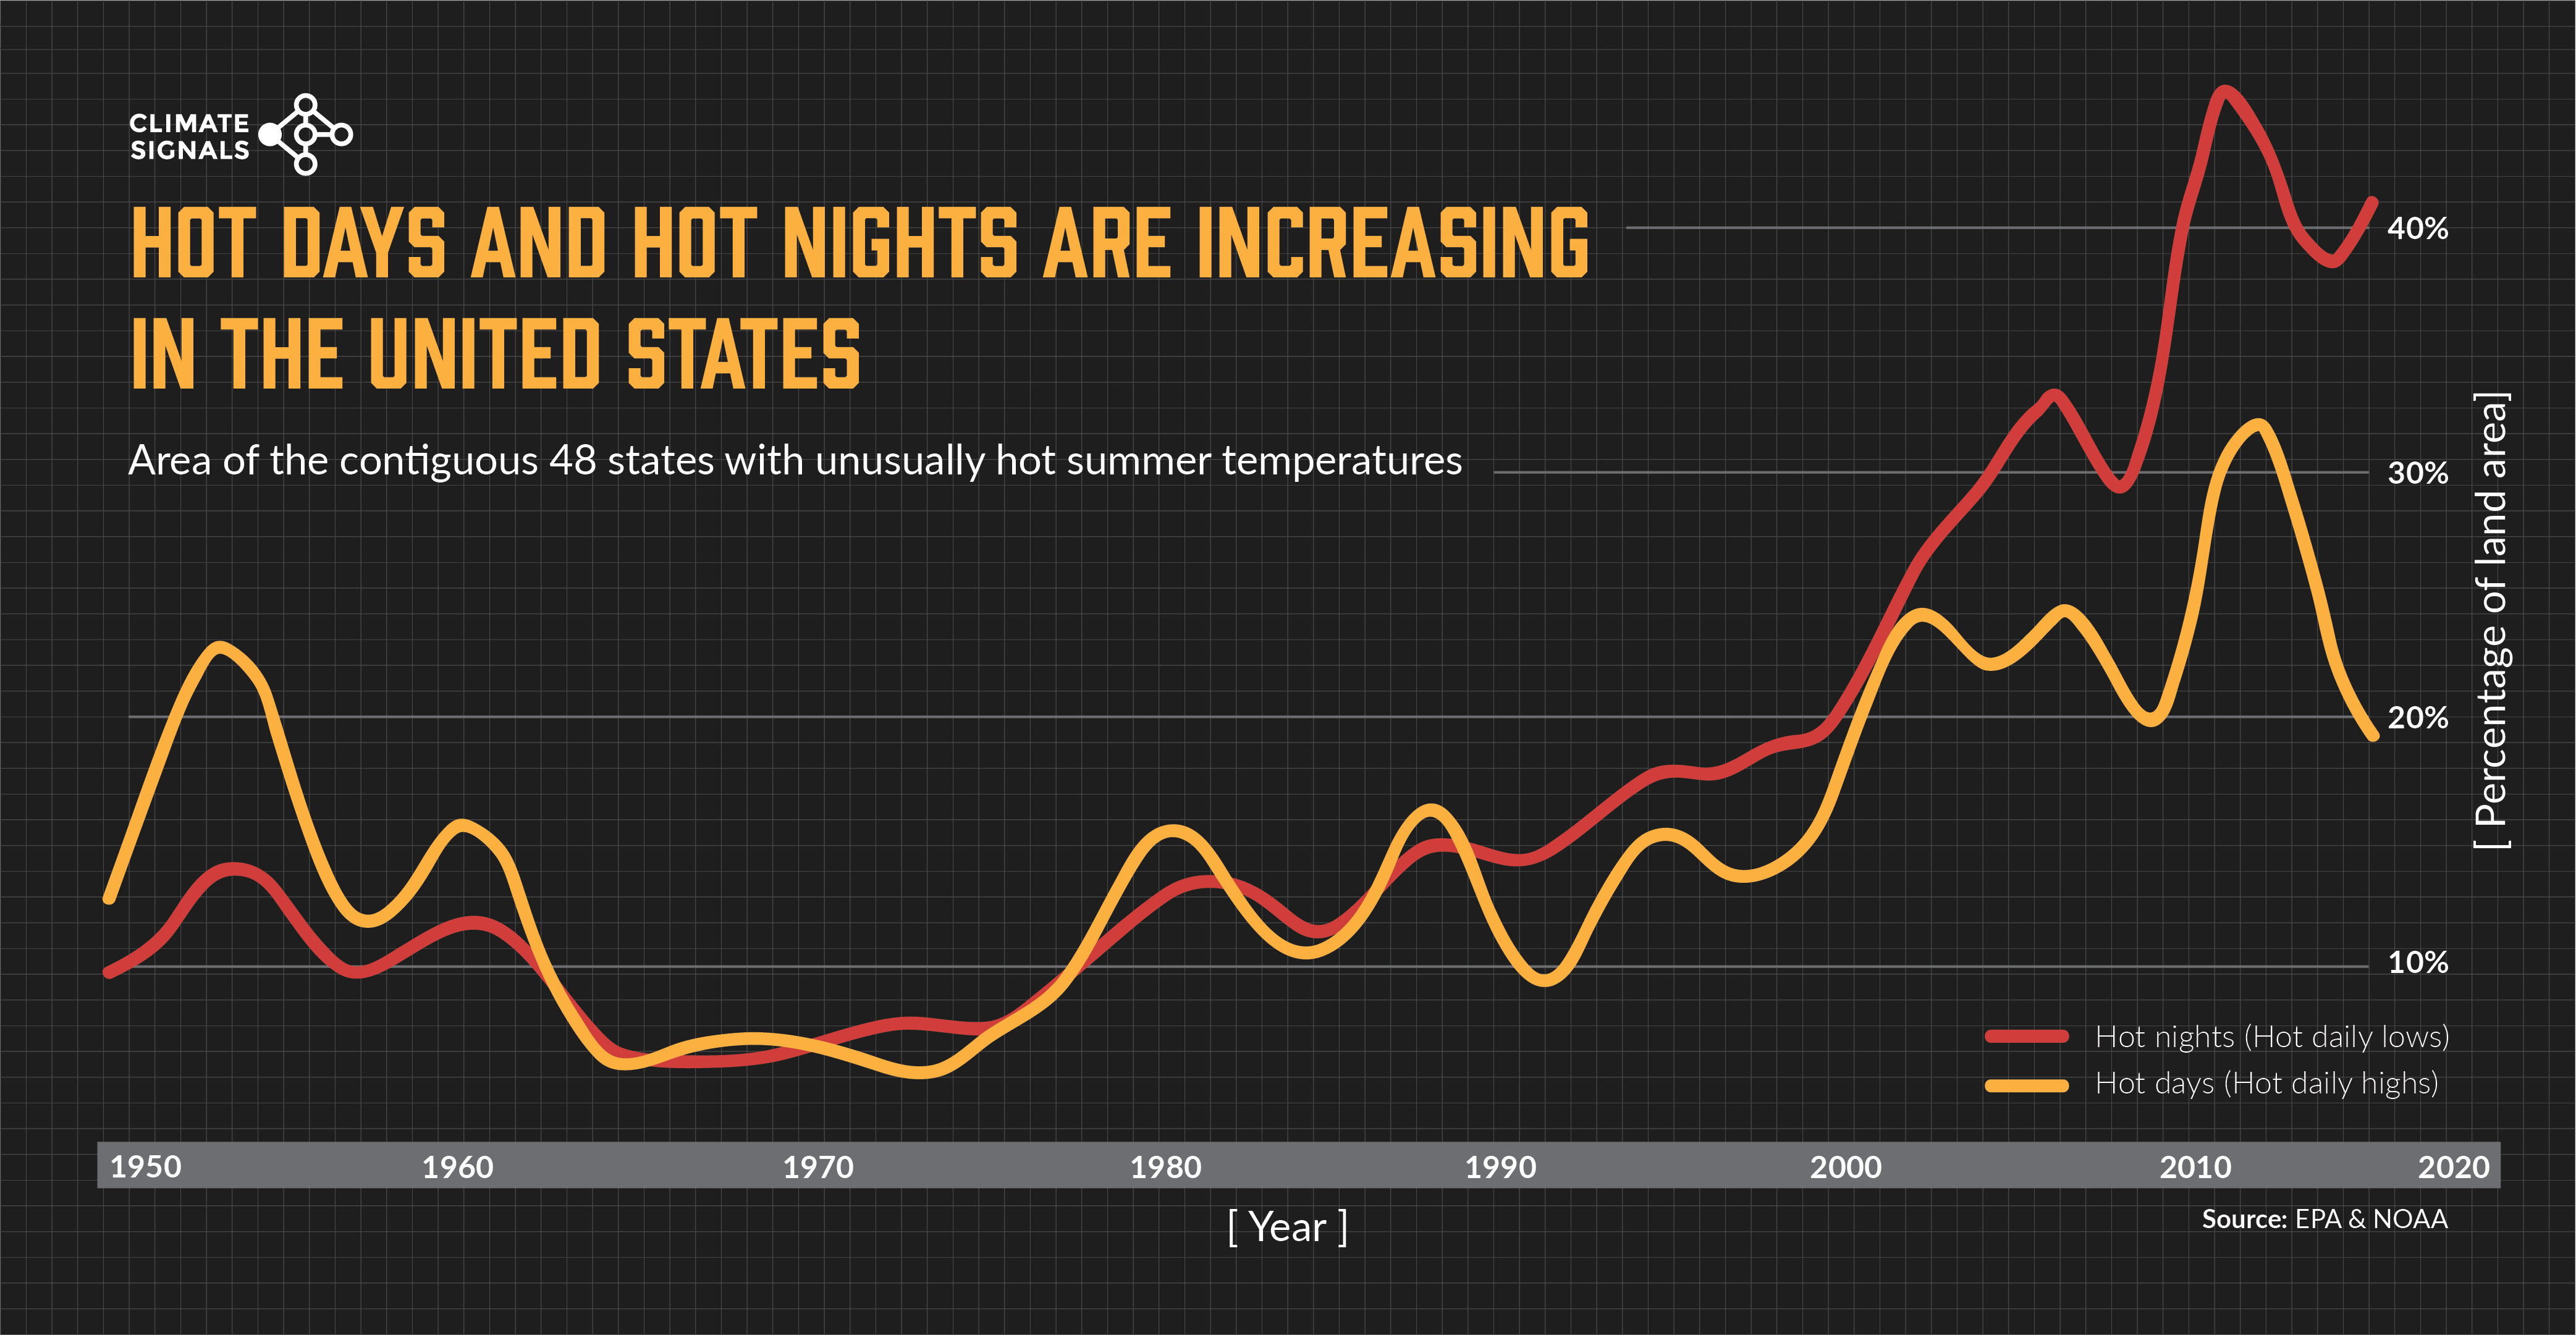 CLIMATE
SIGNALS
HOT DAYS AND HOT NIGHTS ARE INCREASING
IN THE UNITED STATES
Area of the contiguous 48 states with unusually hot summer temperatures
40%
30%
20%
10%
[ Percentage of land area]
Hot nights (Hot daily lows)
Hot days (Hot daily highs)
1950 1960 1970 1980 1990 2000 2010 2020
[ Year ]
Source: EPA & NOAA